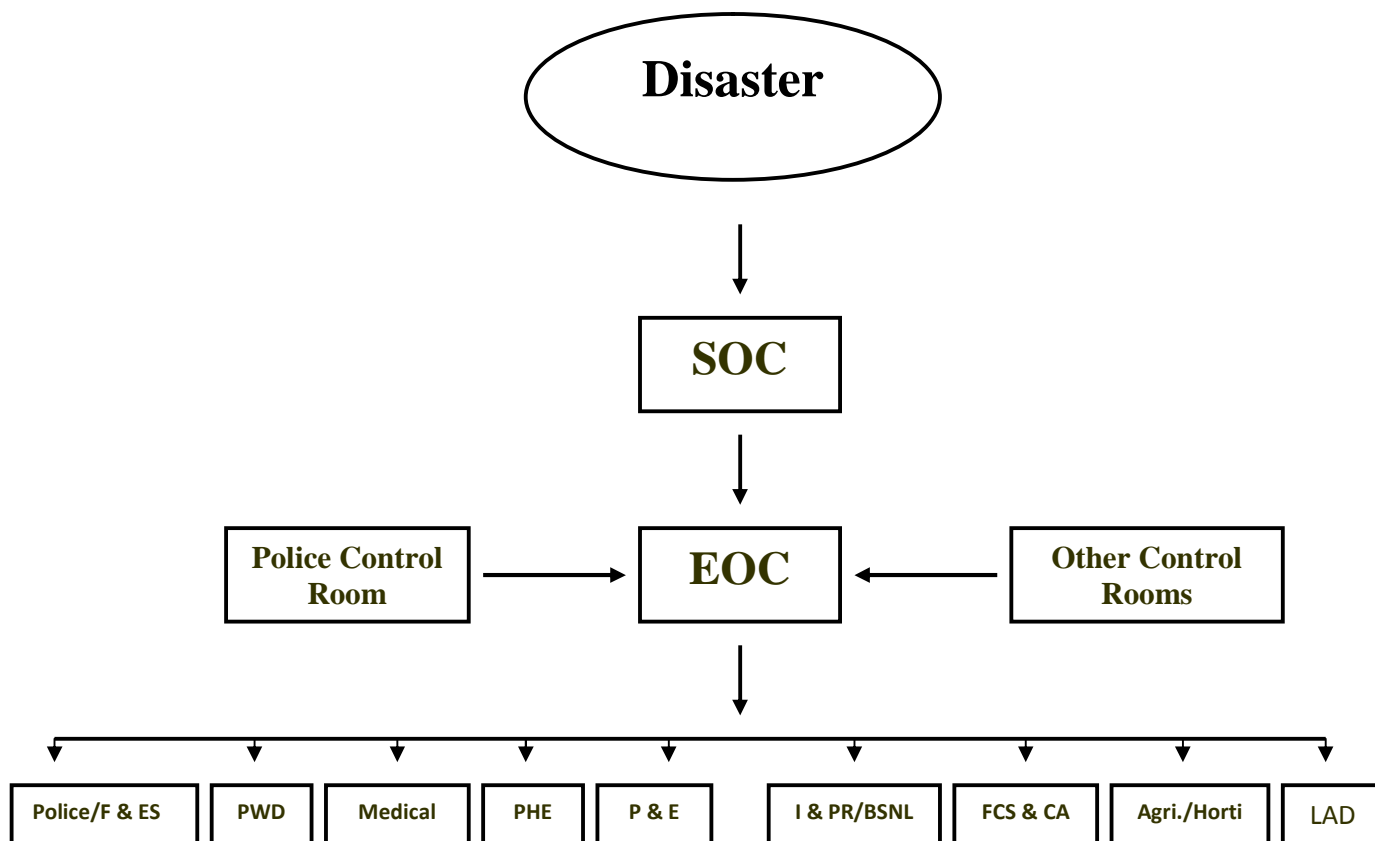 Disaster
SOC
Police Control
Room
EOC
Other Control
Rooms
Police/F & ES
PWD
Medical
PHE
P & E
I & PR/BSNL
FCS & CA
Agri./Horti
LAD